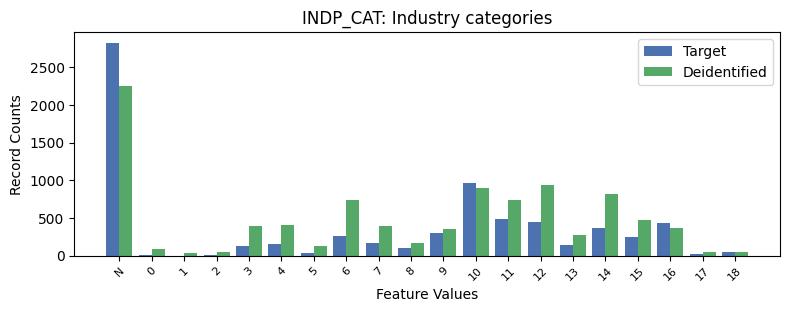 INDP_CAT: Industry categories
Target
Deidentified
Record Counts
2500
2000
1500
1000
500
0
N 0 1 2 3 4 5 6 7 8 9 10 11 12 13 14 15 16 17 18
Feature Values